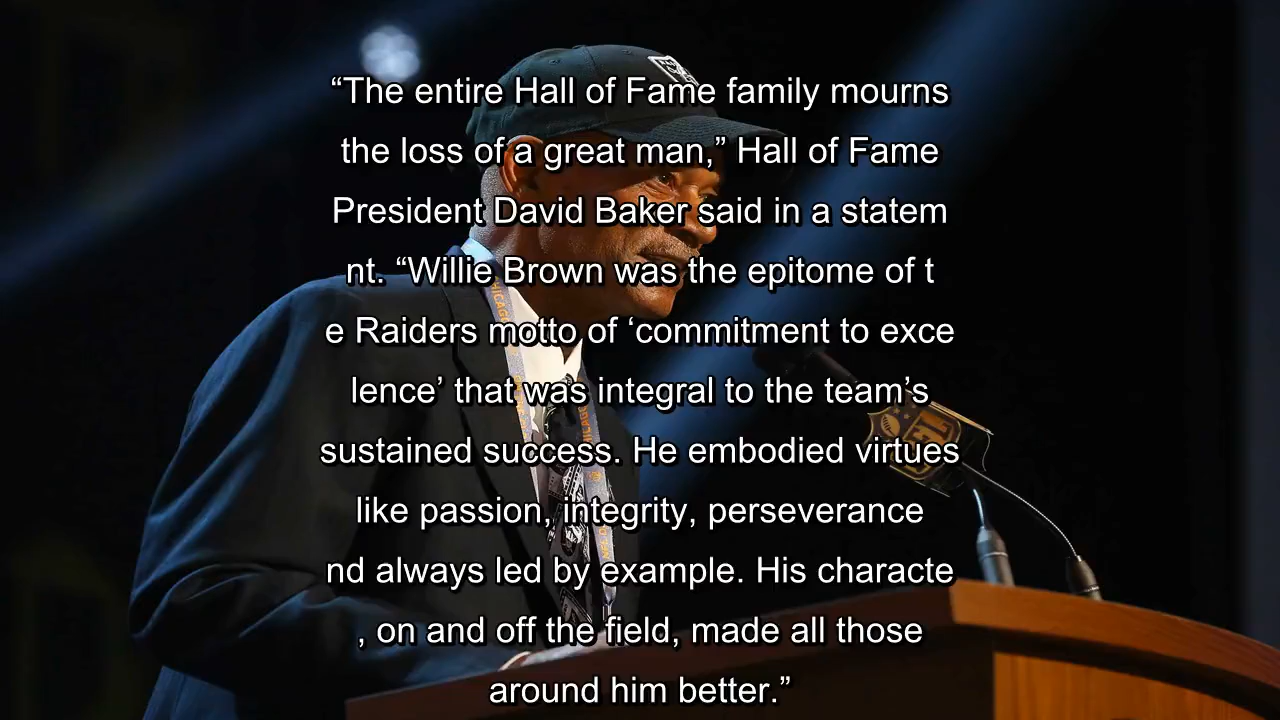 “The entire Hall of Fame family mourns
the loss of a great man,” Hall of Fame
President David Baker said in a statem
nt. “Willie Brown was the epitome of t
e Raiders motto of ‘commitment to exce
lence’ that was integral to the team’s
sustained success. He embodied virtues
like passion, integrity, perseverance
nd always led by example. His characte
, on and off the field, made all those
around him better.”
CHICAGO
CHICAGO
NFL